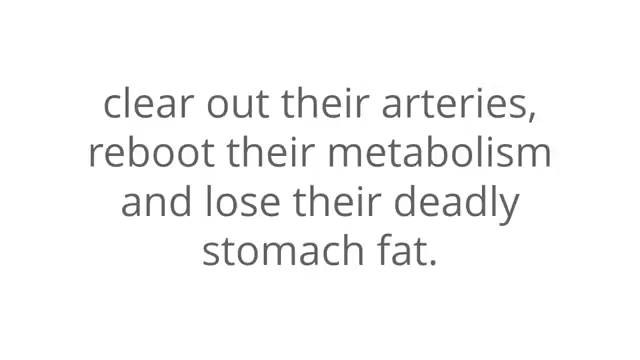 clear out their arteries,
reboot their metabolism
and lose their deadly
stomach fat.